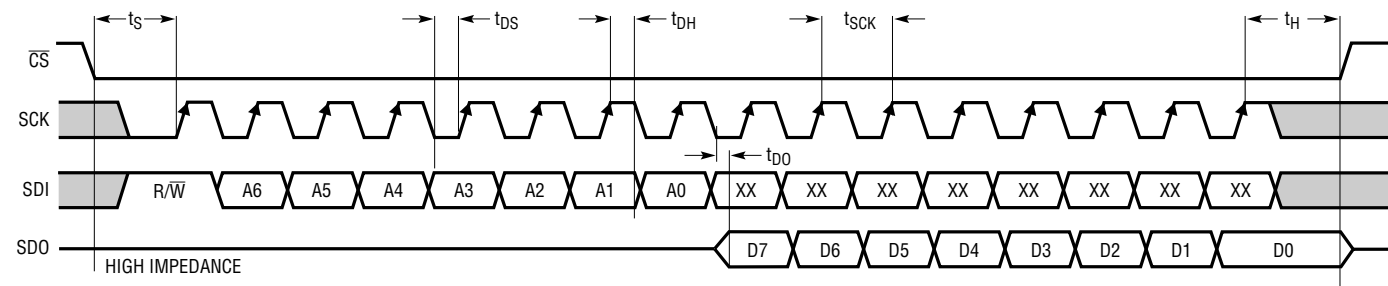 tS tDS tDH tSCK tH
C̅S̅
SCK
tDO
SDI R/W̅ A6 A5 A4 A3 A2 A1 A0 XX XX XX XX XX XX XX XX
SDO D7 D6 D5 D4 D3 D2 D1 D0
HIGH IMPEDANCE